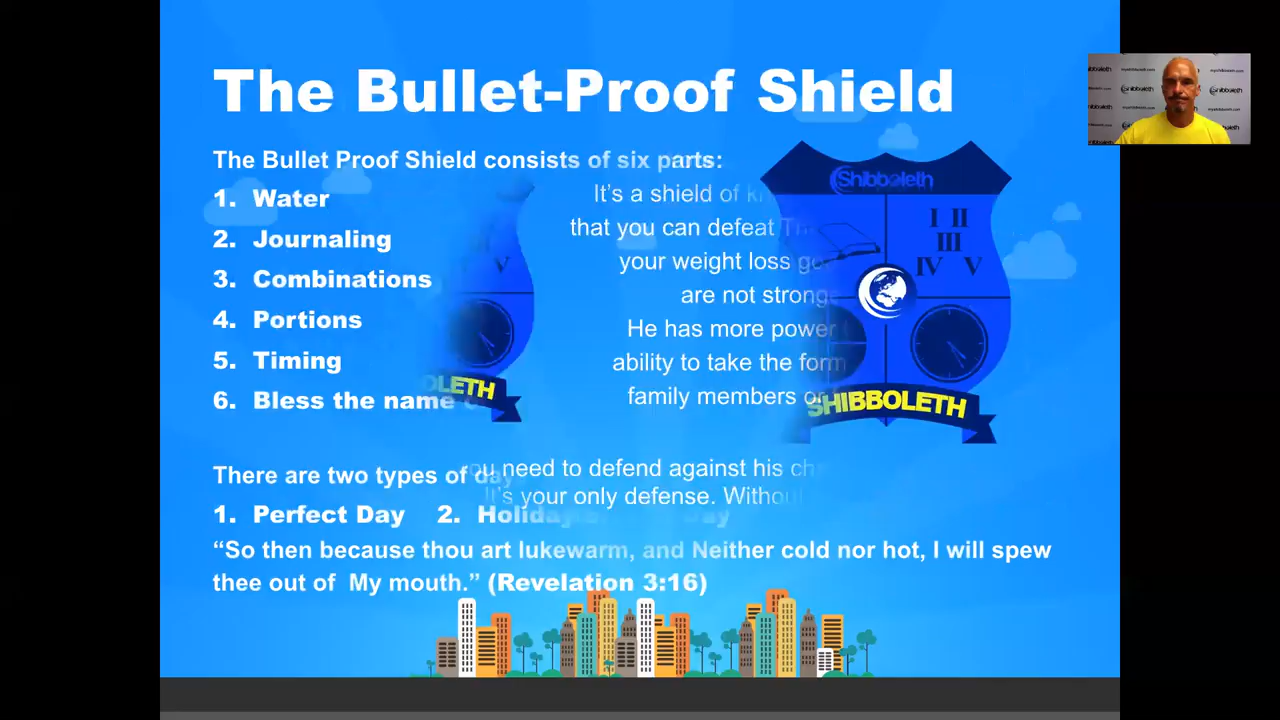 The Bullet-Proof Shield
The Bullet Proof Shield consists of six parts:
1. Water
2. Journaling
3. Combinations
4. Portions
5. Timing
6. Bless the name
It's a shield of
that you can defeat
your weight loss
are not
He has more power
ability to take the form
family members or
Shibboleth
I II
III
IV V
V
SHIBBOLETH
There are two types of
you need to defend against his
It's your only defense.
1. Perfect Day 2.
“So then because thou art lukewarm, and Neither cold nor hot, I will spew
thee out of My mouth.” (Revelation 3:16)
Shibboleth